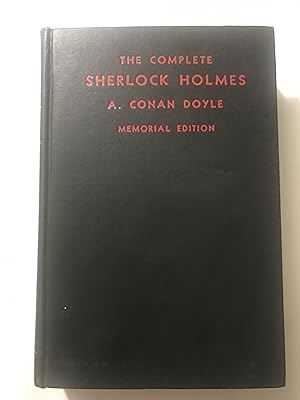 THE COMPLETE
SHERLOCK HOLMES
A. CONAN DOYLE
MEMORIAL EDITION